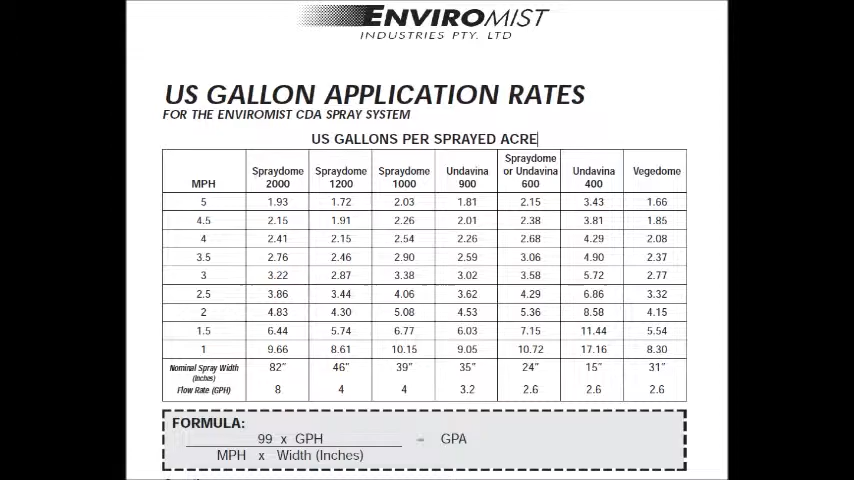 ENVIROMIST
INDUSTRIES PTY. LTD
US GALLON APPLICATION RATES
FOR THE ENVIROMIST CDA SPRAY SYSTEM
US GALLONS PER SPRAYED ACRE
MPH Spraydome 2000 Spraydome 1200 Spraydome 1000 Undavina 900 Spraydome or Undavina 600 Undavina 400 Vegedome
5 1.93 1.72 2.03 1.81 2.15 3.43 1.66
4.5 2.15 1.91 2.26 2.01 2.38 3.81 1.85
4 2.41 2.15 2.54 2.26 2.68 4.29 2.08
3.5 2.76 2.46 2.90 2.59 3.06 4.90 2.37
3 3.22 2.87 3.38 3.02 3.58 5.72 2.77
2.5 3.86 3.44 4.06 3.62 4.29 6.86 3.32
2 4.83 4.30 5.08 4.53 5.36 8.58 4.15
1.5 6.44 5.74 6.77 6.03 7.15 11.44 5.54
1 9.66 8.61 10.15 9.05 10.72 17.16 8.30
Nominal Spray Width (Inches) 82″ 46″ 39″ 35″ 24″ 15″ 31″
Flow Rate (GPH) 8 4 4 3.2 2.6 2.6 2.6
FORMULA:
99 x GPH = GPA
MPH x Width (Inches)